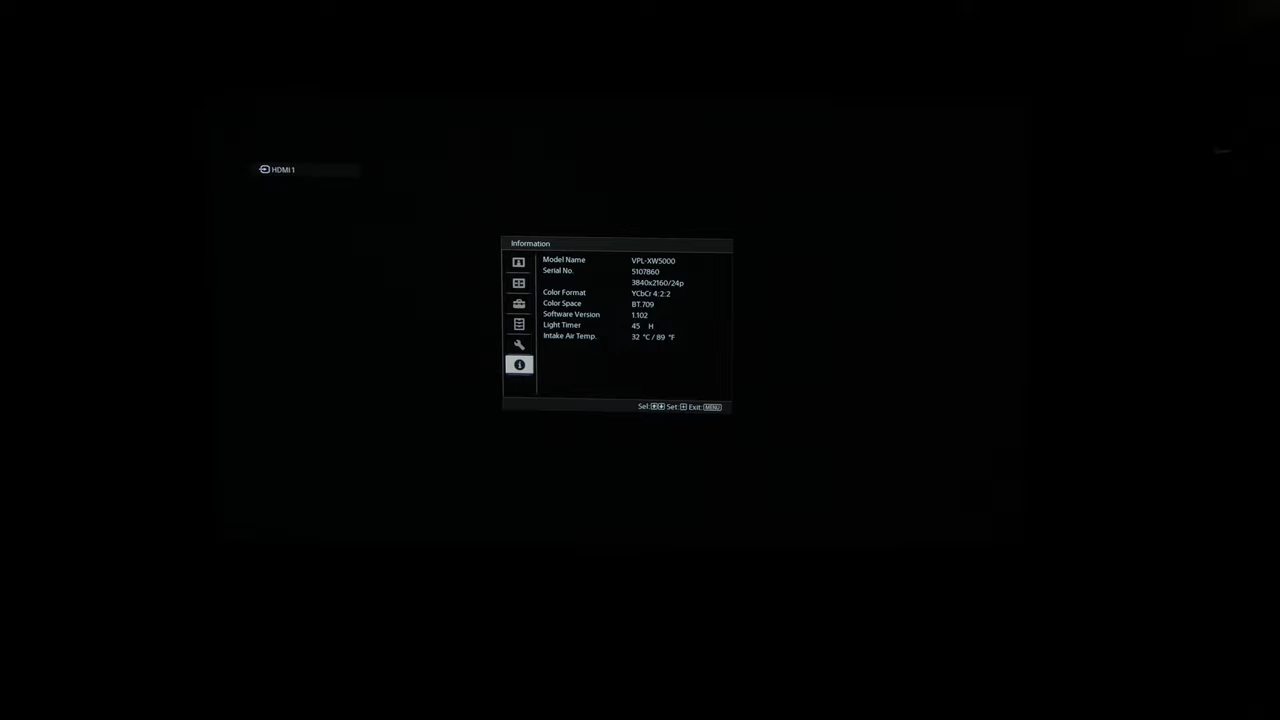 HDMI 1
Information
Model Name VPL-XW5000
Serial No. 5107860
3840x2160/24p
Color Format YCbCr 4:2:2
Color Space BT.709
Software Version 1.102
Light Timer 45 H
Intake Air Temp. 32 °C / 89 °F
Sel: Set: Exit: MENU